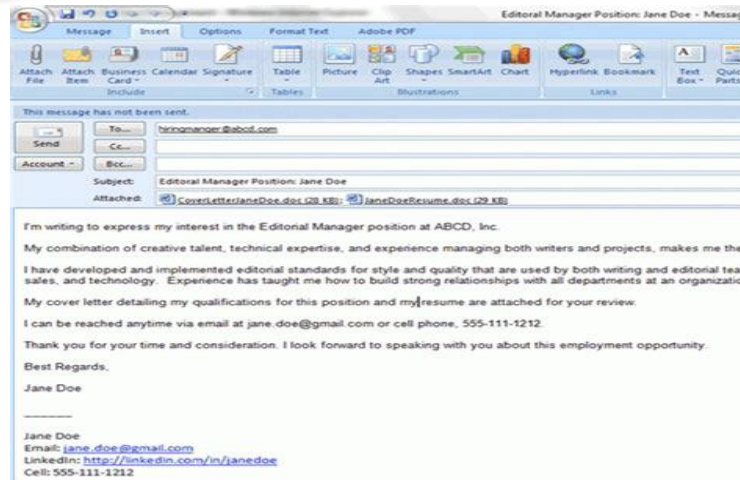 Editoral Manager Position: Jane Doe - Messag
Message Insert Options Format Text Adobe PDF
Attach File Attach Item Business Card Calendar Signature Table Picture Clip Art Shapes SmartArt Chart Hyperlink Bookmark Text Box Quic Parts
Include Tables Illustrations Links
This message has not been sent.
To... hiringmanger@abcd.com
Send
Cc...
Account Bcc...
Subject: Editoral Manager Position: Jane Doe
Attached: CoverLetterJaneDoe.doc (28 KB); JaneDoeResume.doc (29 KB)
I'm writing to express my interest in the Editorial Manager position at ABCD, Inc.
My combination of creative talent, technical expertise, and experience managing both writers and projects, makes me the
I have developed and implemented editorial standards for style and quality that are used by both writing and editorial tea
sales, and technology. Experience has taught me how to build strong relationships with all departments at an organizatio
My cover letter detailing my qualifications for this position and my resume are attached for your review.
I can be reached anytime via email at jane.doe@gmail.com or cell phone, 555-111-1212.
Thank you for your time and consideration. I look forward to speaking with you about this employment opportunity.
Best Regards,
Jane Doe
______
Jane Doe
Email: jane.doe@gmail.com
LinkedIn: http://linkedin.com/in/janedoe
Cell: 555-111-1212